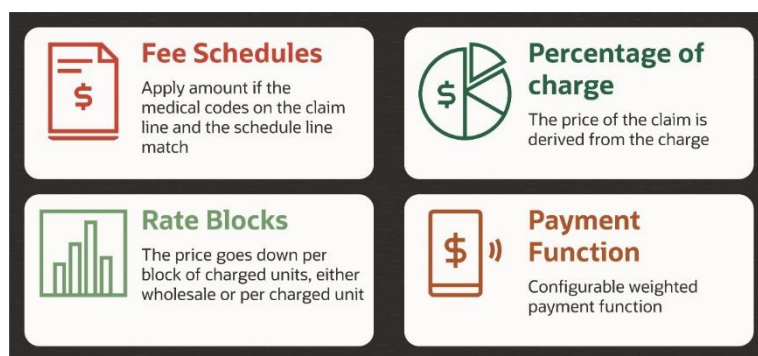 Fee Schedules
Apply amount if the
medical codes on the claim
line and the schedule line
match
$
Percentage of
charge
The price of the claim is
derived from the charge
$
Rate Blocks
The price goes down per
block of charged units, either
wholesale or per charged unit
Payment
Function
Configurable weighted
payment function
$